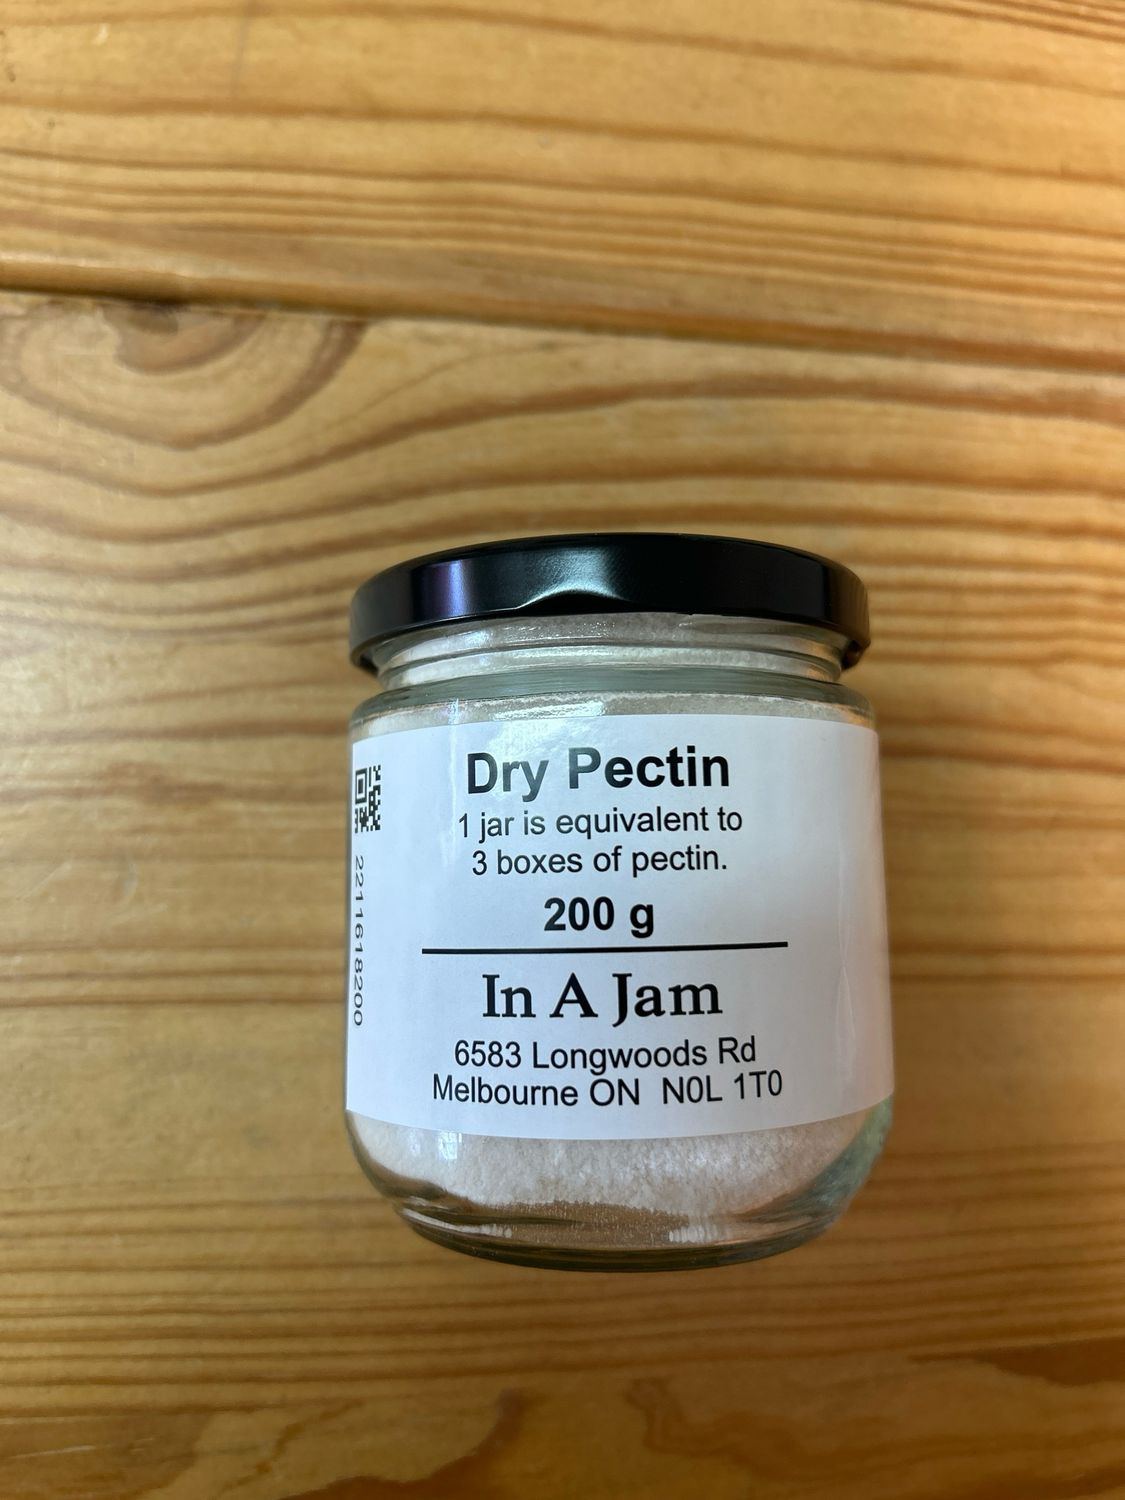 Dry Pectin
1 jar is equivalent to
3 boxes of pectin.
200 g
In A Jam
6583 Longwoods Rd
Melbourne ON  N0L 1T0
2211618200